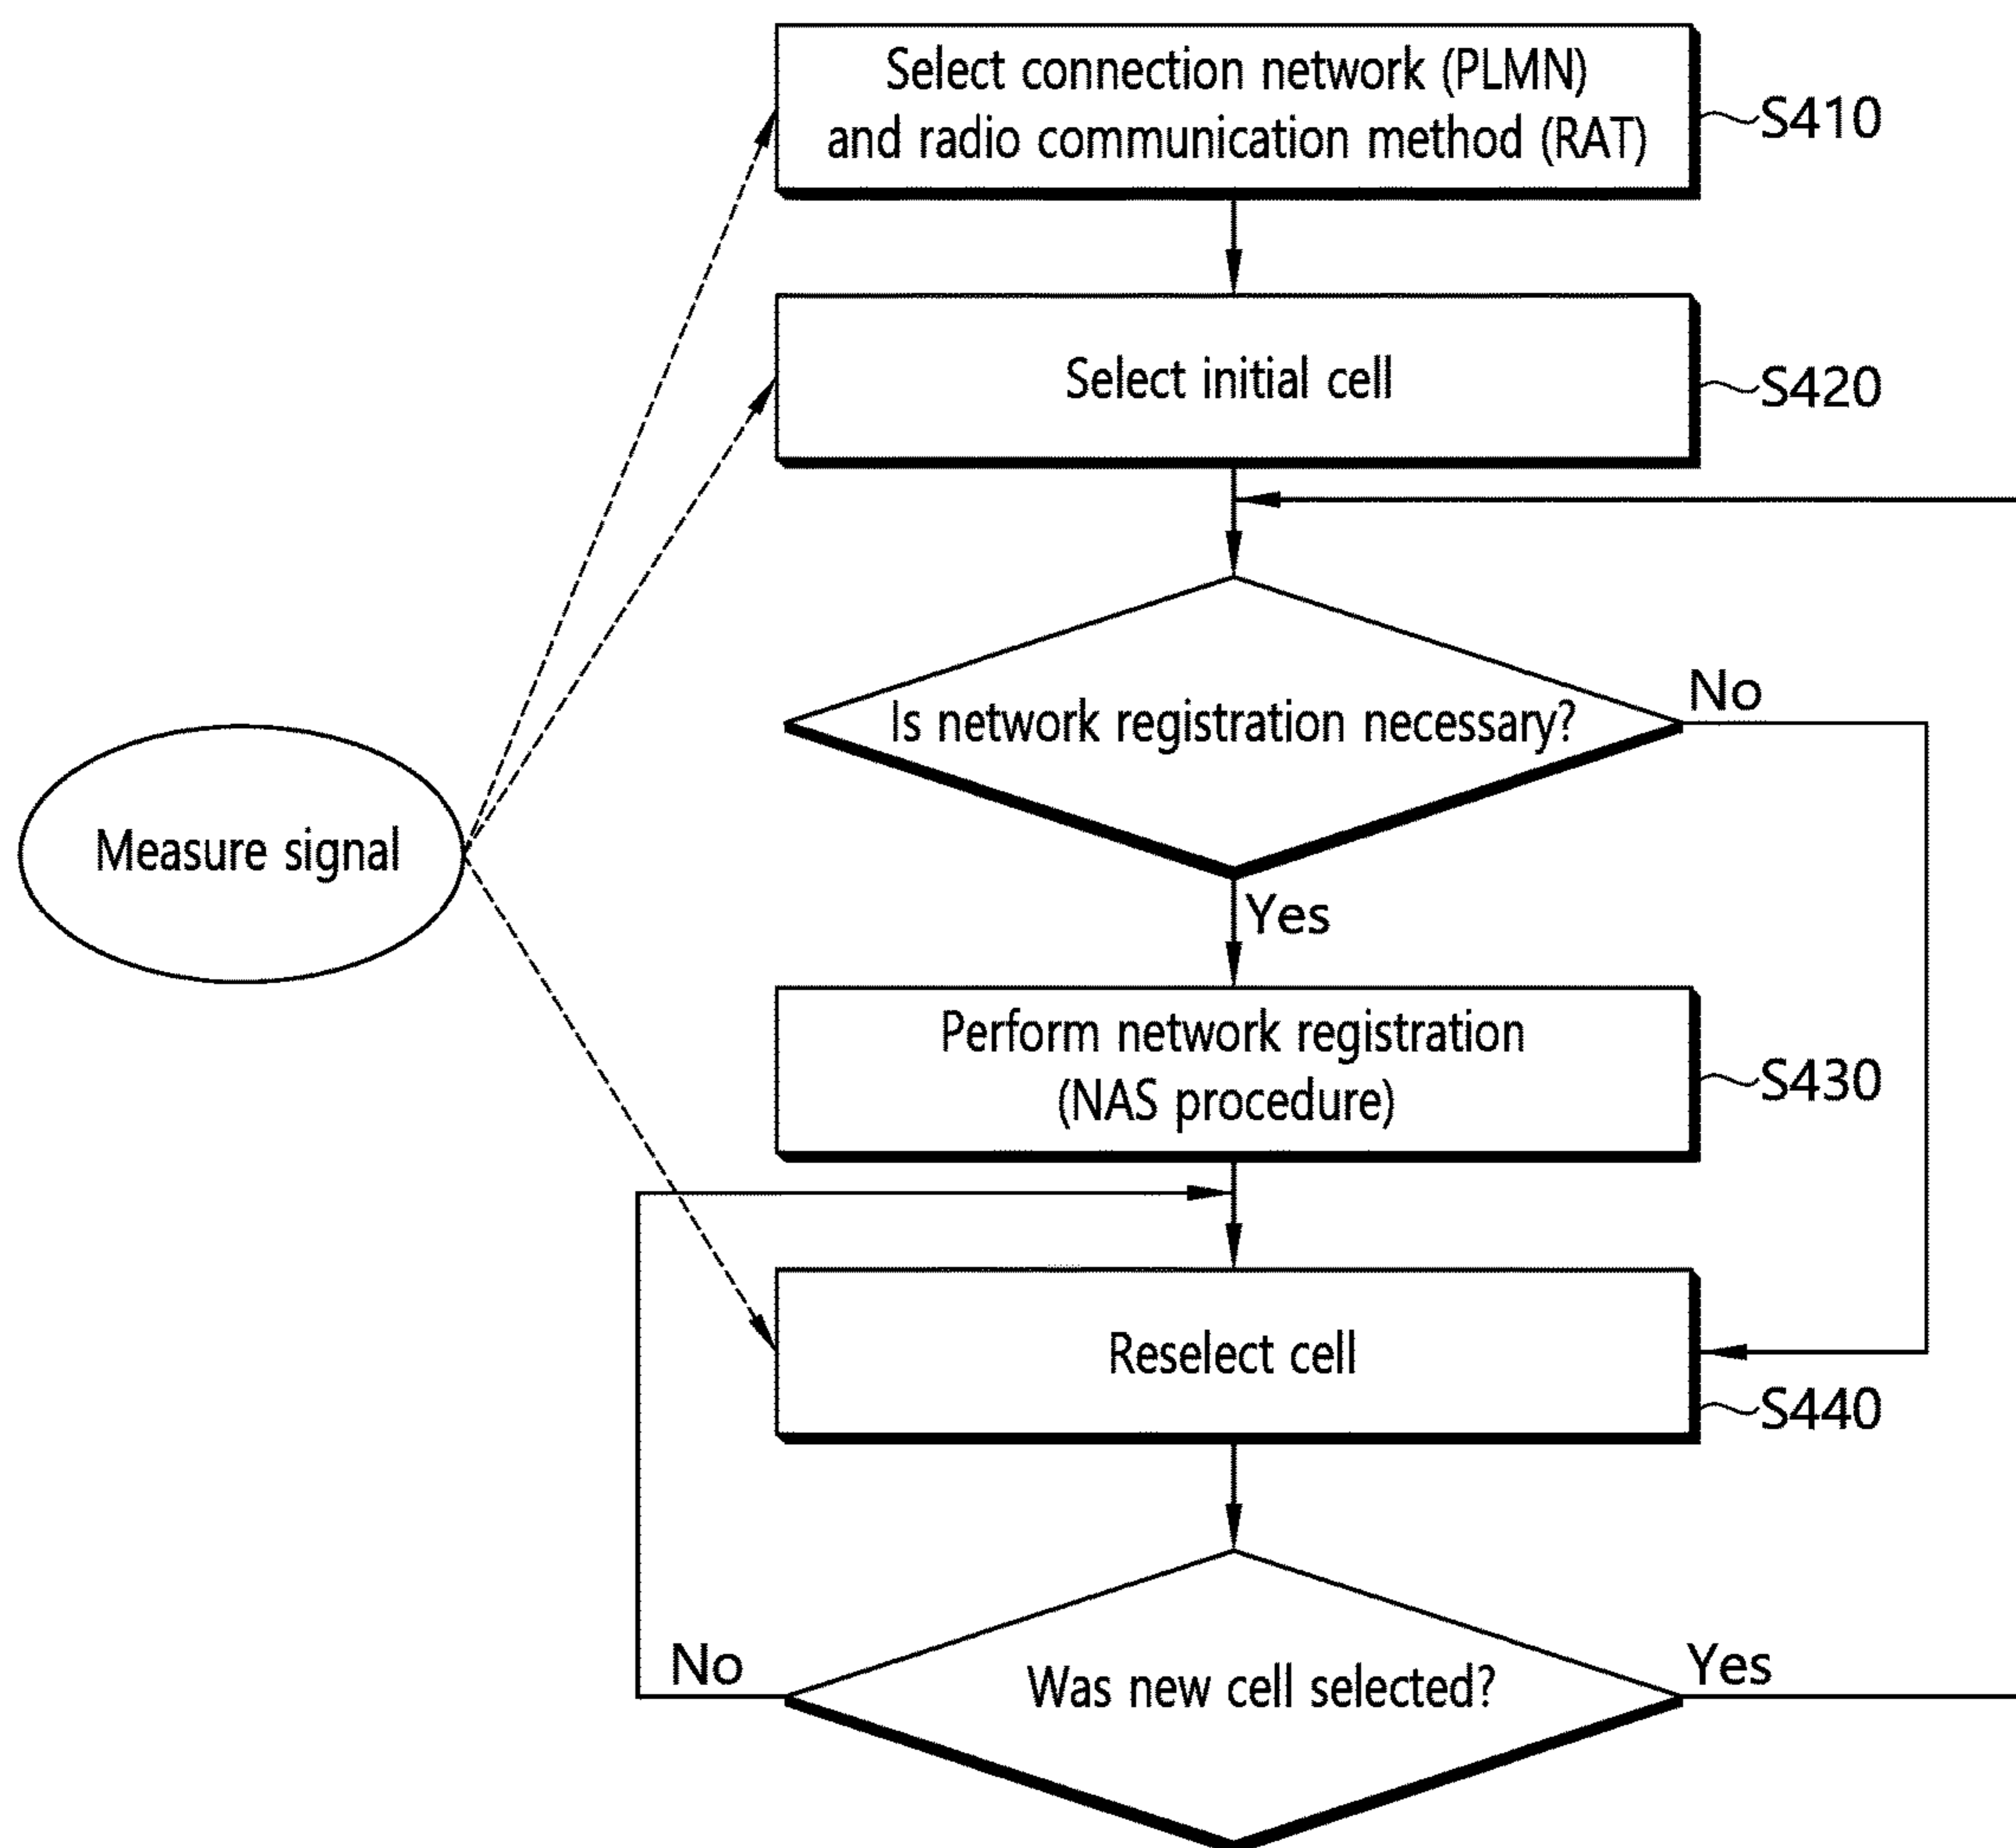 Select connection network (PLMN)
and radio communication method (RAT)
S410
Select initial cell
S420
Is network registration necessary?
No
Measure signal
Yes
Perform network registration
(NAS procedure)
S430
Reselect cell
S440
No
Was new cell selected?
Yes